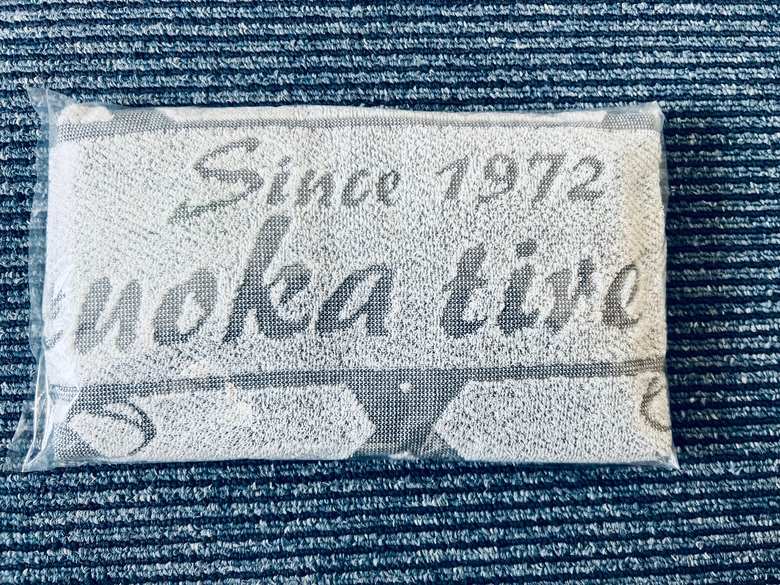 Since 1972
uoka tire